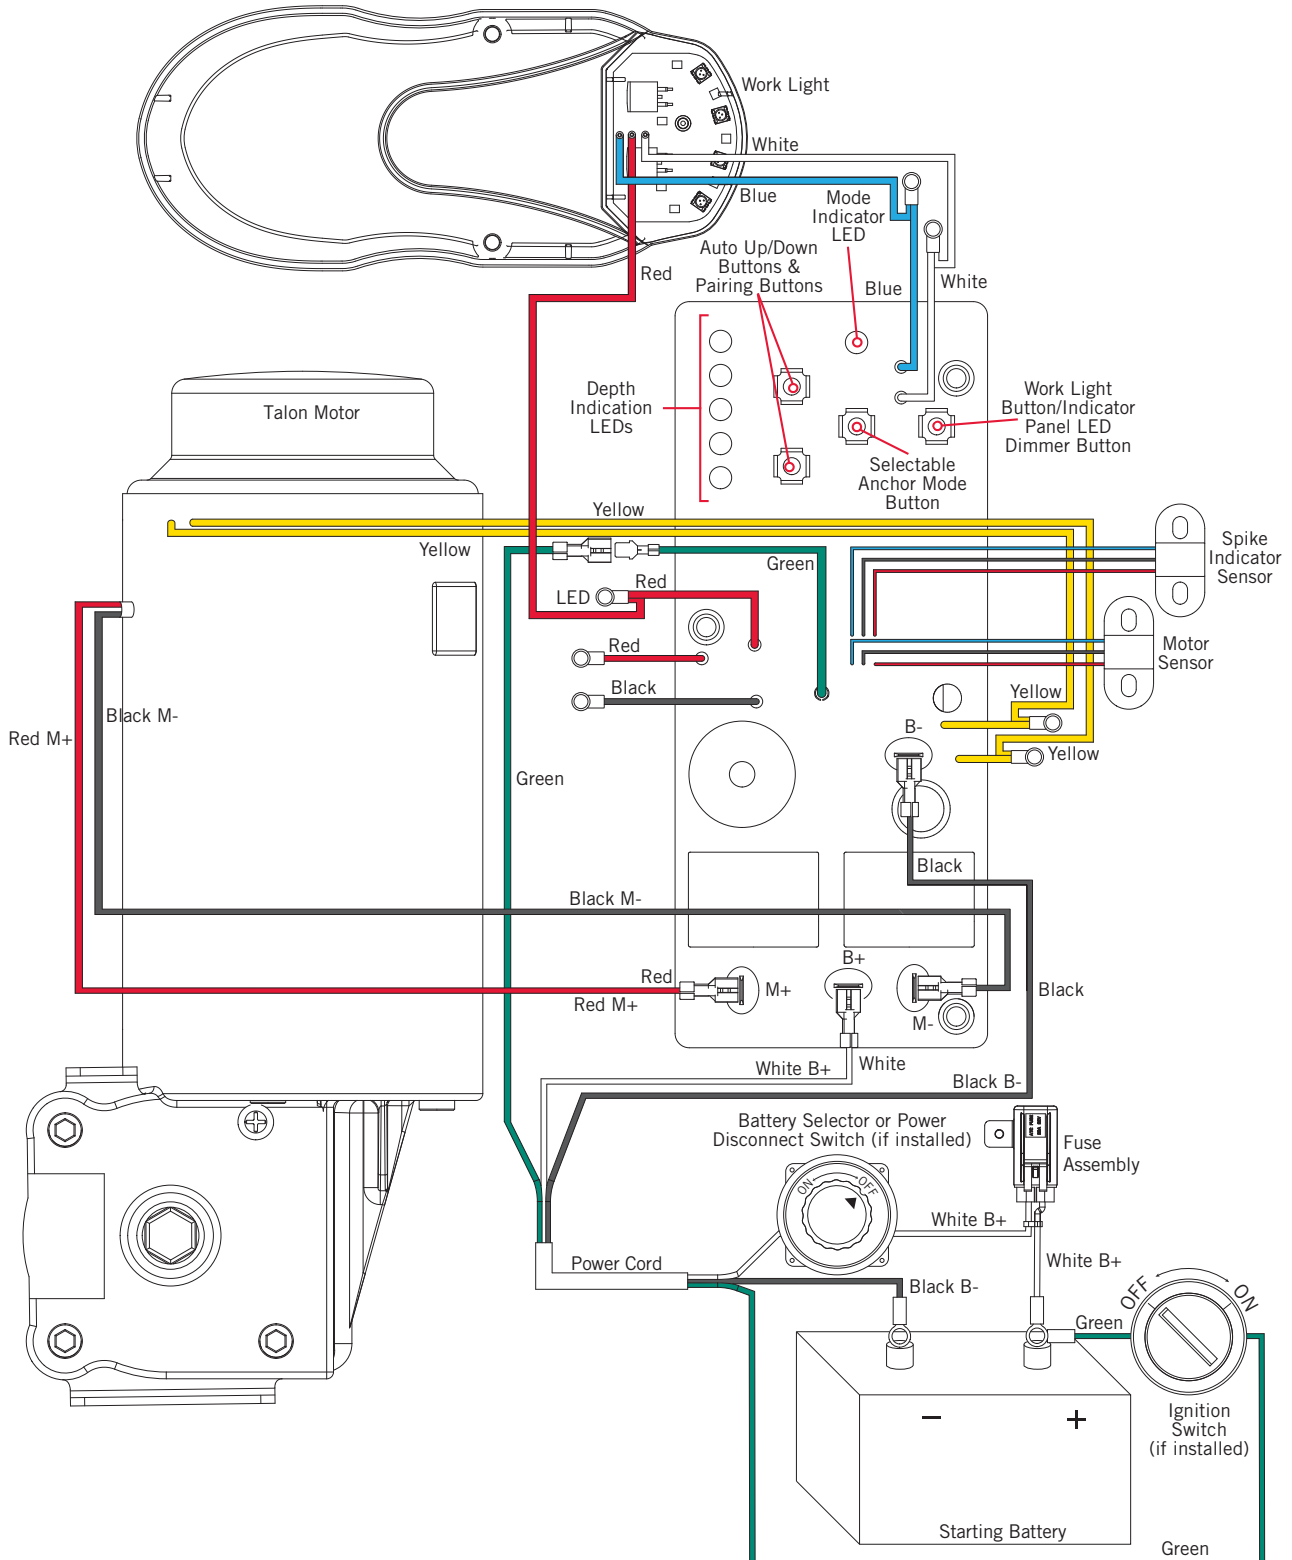 Work Light
White
Blue
Mode
Indicator
LED
Auto Up/Down
Buttons &
Pairing Buttons
Red
Blue
White
Talon Motor
Depth
Indication
LEDs
Work Light
Button/Indicator
Panel LED
Dimmer Button
Selectable
Anchor Mode
Button
Yellow
Yellow
Green
Spike
Indicator
Sensor
LED
Red
Red
Black
Motor
Sensor
Yellow
Yellow
Black M-
Red M+
B-
Green
Black
Black M-
B+
Red
M+
Red M+
M-
Black
White B+
White
Black B-
Battery Selector or Power
Disconnect Switch (if installed)
Fuse
Assembly
ON
OFF
White B+
White B+
Power Cord
Black B-
OFF
ON
Green
Ignition
Switch
(if installed)
− +
Starting Battery
Green